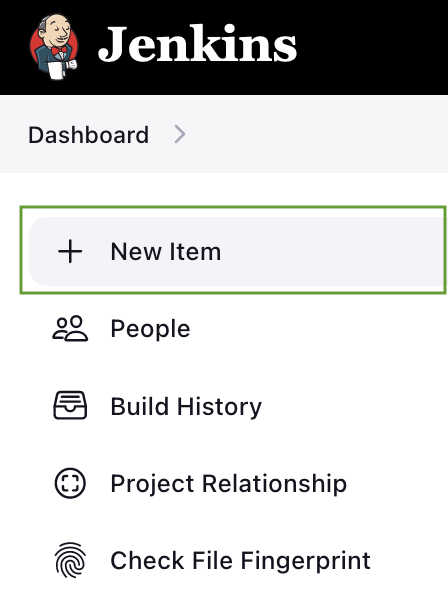 Jenkins
Dashboard
New Item
People
Build History
Project Relationship
Check File Fingerprint